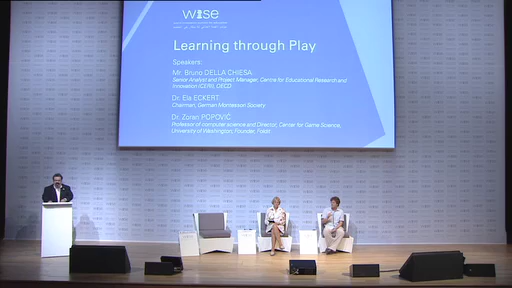 wise
Learning through Play
Speakers:
Mr. Bruno DELLA CHIESA
Senior Analyst and Project Manager, Centre for Educational Research and
Innovation (CERI), OECD
Dr. Ela ECKERT
Chairman, German Montessori Society
Dr. Zoran POPOVIĆ
Professor of computer science and Director, Center for Game Science,
University of Washington; Founder, Foldit